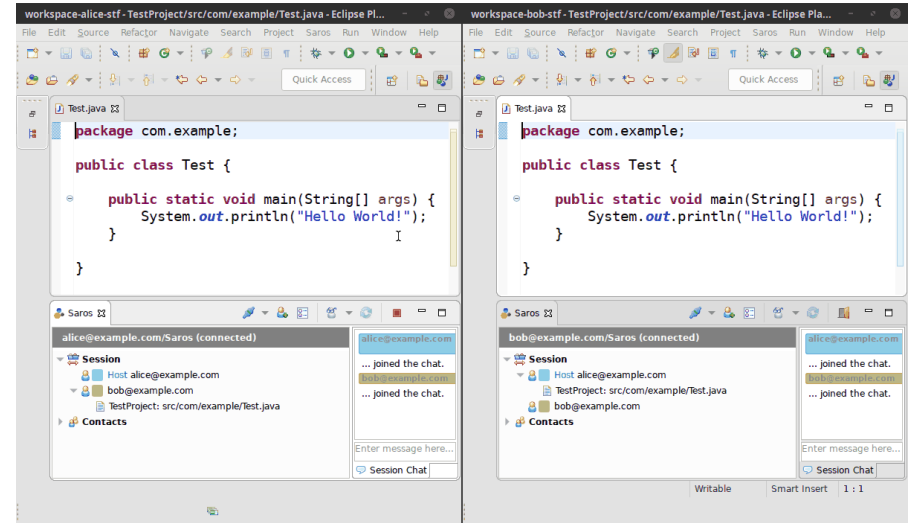 workspace-alice-stf - TestProject/src/com/example/Test.java - Eclipse Pl...
File Edit Source Refactor Navigate Search Project Saros Run Window Help
Quick Access
Test.java
package com.example;
public class Test {
public static void main(String[] args) {
System.out.println("Hello World!");
}
}
Saros
alice@example.com/Saros (connected)
Session
Host alice@example.com
bob@example.com
TestProject: src/com/example/Test.java
Contacts
alice@example.com
... joined the chat.
bob@example.com
... joined the chat.
Enter message here...
Session Chat
workspace-bob-stf - TestProject/src/com/example/Test.java - Eclipse Pla...
File Edit Source Refactor Navigate Search Project Saros Run Window Help
Quick Access
Test.java
package com.example;
public class Test {
public static void main(String[] args) {
System.out.println("Hello World!");
}
}
Saros
bob@example.com/Saros (connected)
Session
Host alice@example.com
TestProject: src/com/example/Test.java
bob@example.com
Contacts
alice@example.com
... joined the chat.
bob@example.com
... joined the chat.
Enter message here...
Session Chat
Writable Smart Insert 1 : 1